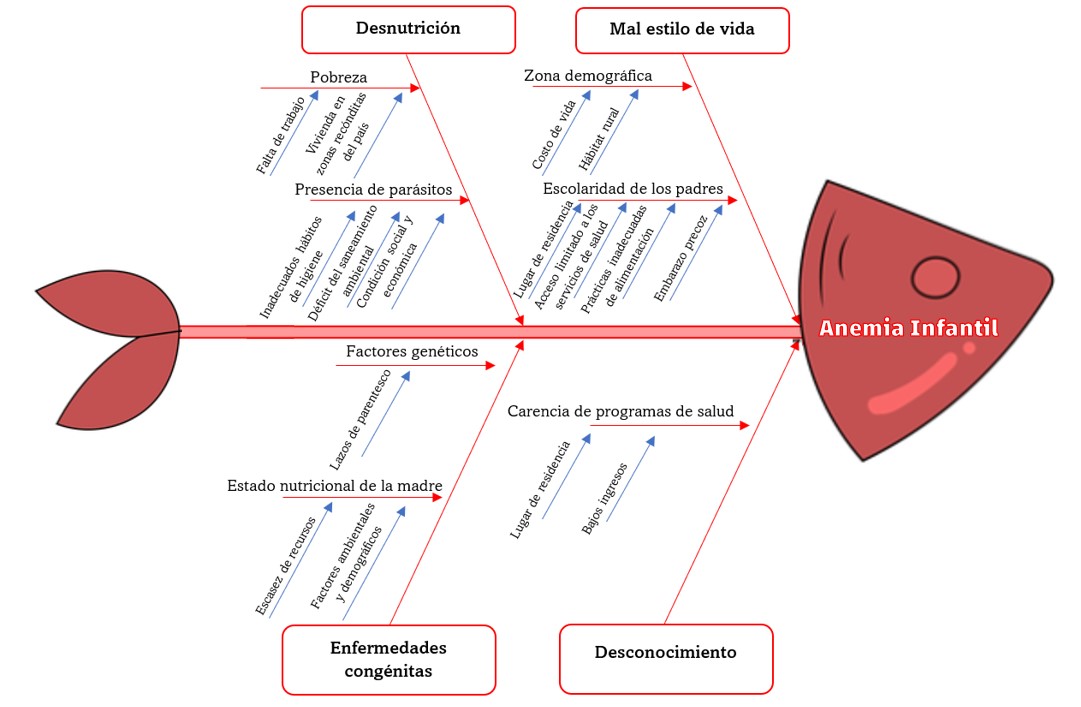 Desnutrición
Mal estilo de vida
Pobreza
Falta de trabajo
Vivienda en
zonas recónditas
del país
Presencia de parásitos
Inadecuados hábitos
de higiene
Déficit del saneamiento
ambiental
Condición social y
económica
Zona demográfica
Costo de vida
Hábitat rural
Escolaridad de los padres
Lugar de residencia
Acceso limitado a los
servicios de salud
Prácticas inadecuadas
de alimentación
Embarazo precoz
Anemia Infantil
Factores genéticos
Lazos de parentesco
Estado nutricional de la madre
Escasez de recursos
Factores ambientales
y demográficos
Carencia de programas de salud
Lugar de residencia
Bajos ingresos
Enfermedades
congénitas
Desconocimiento